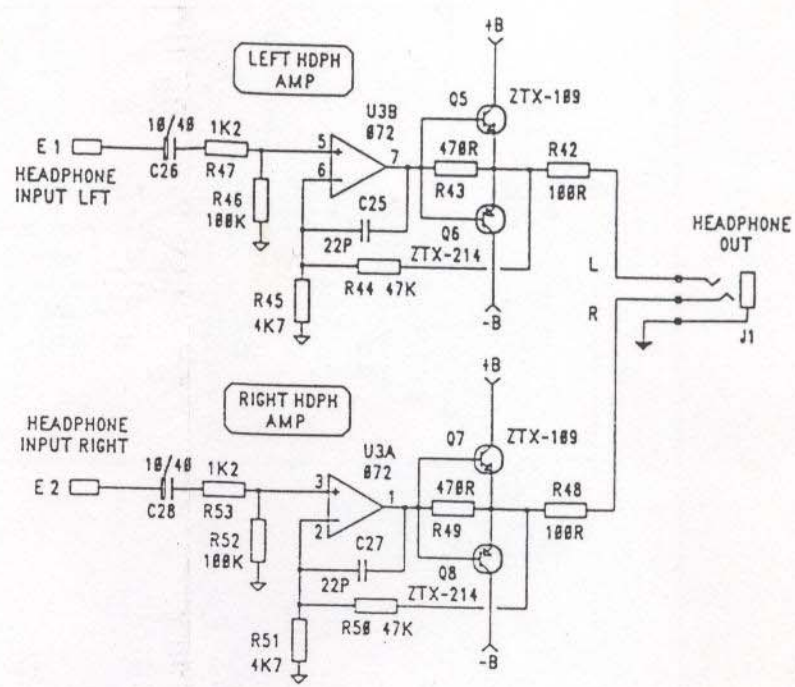 +B
LEFT HDPH
AMP
U3B
072
Q5
ZTX-109
E1
10/40
1K2
5
6
7
470R
R42
C26
R47
R43
100R
HEADPHONE
INPUT LFT
R46
100K
C25
22P
Q6
HEADPHONE
OUT
ZTX-214
R44 47K
L
R45
4K7
-B
R
J1
+B
RIGHT HDPH
AMP
U3A
072
Q7
ZTX-109
HEADPHONE
INPUT RIGHT
10/40
1K2
3
2
1
470R
R48
E2
C28
R53
R49
100R
R52
100K
C27
22P
Q8
ZTX-214
R50 47K
R51
4K7
-B